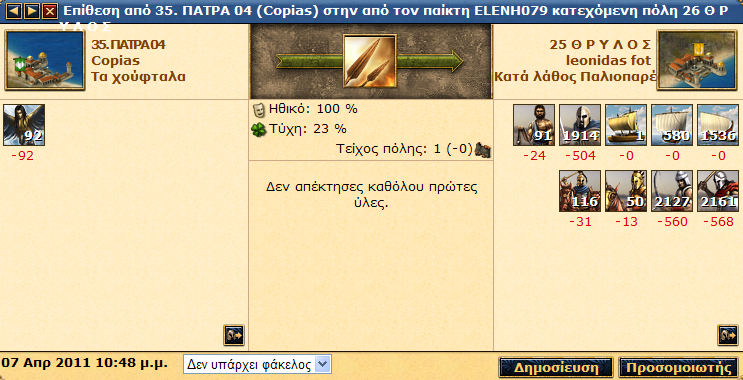 Επίθεση από 35. ΠΑΤΡΑ 04 (Copias) στην από τον παίκτη ELENH079 κατεχόμενη πόλη 26 Θ Ρ
Υ Λ Ο Σ
35.ΠΑΤΡΑ04
Copias
Τα χούφταλα
25 Θ Ρ Υ Λ Ο Σ
leonidas fot
Κατά λάθος Παλιοπαρέ
92
-92
Ηθικό: 100 %
Τύχη: 23 %
Τείχος πόλης: 1 (-0)
Δεν απέκτησες καθόλου πρώτες
ύλες.
91 1914 1 580 1536
-24 -504 -0 -0 -0
116 50 2127 2161
-31 -13 -560 -568
07 Απρ 2011 10:48 μ.μ.
Δεν υπάρχει φάκελος
Δημοσίευση
Προσομοιωτής